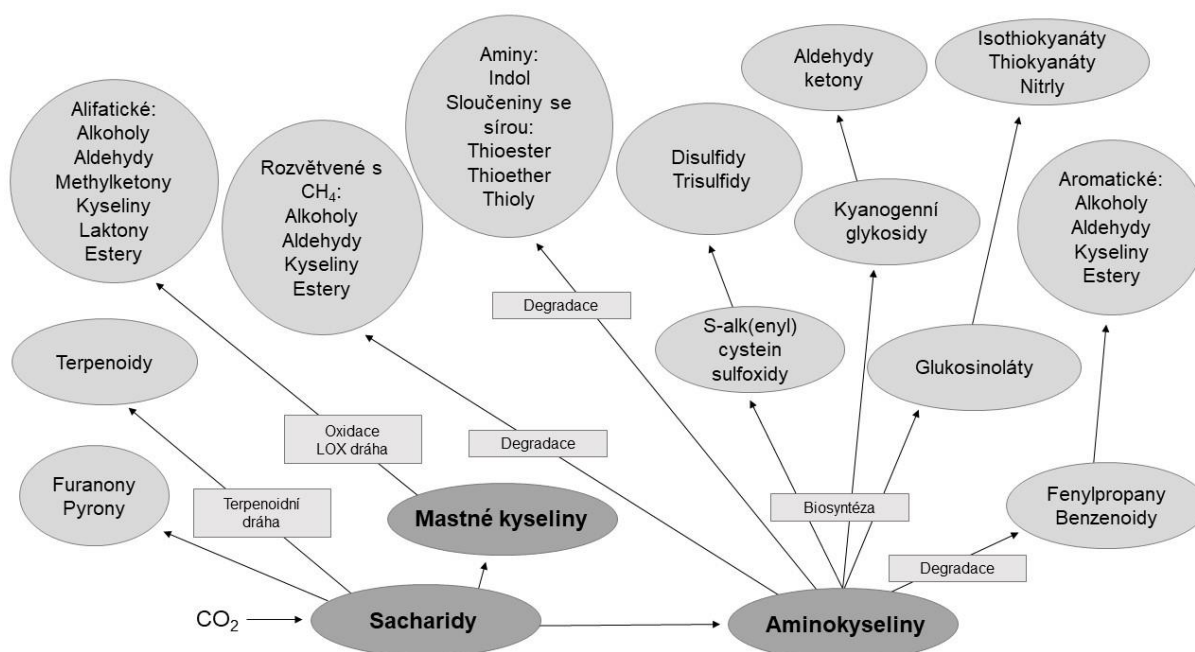 Alifatické:
Alkoholy
Aldehydy
Methylketony
Kyseliny
Laktony
Estery
Rozvětvené s
CH₄:
Alkoholy
Aldehydy
Kyseliny
Estery
Aminy:
Indol
Sloučeniny se
sírou:
Thioester
Thioether
Thioly
Disulfidy
Trisulfidy
Aldehydy
ketony
Isothiokyanáty
Thiokyanáty
Nitrly
Kyanogenní
glykosidy
Aromatické:
Alkoholy
Aldehydy
Kyseliny
Estery
Degradace
Terpenoidy
S-alk(enyl)
cystein
sulfoxidy
Glukosinoláty
Oxidace
LOX dráha
Degradace
Furanony
Pyrony
Terpenoidní
dráha
Mastné kyseliny
Biosyntéza
Fenylpropany
Benzenoidy
Degradace
CO₂
Sacharidy
Aminokyseliny